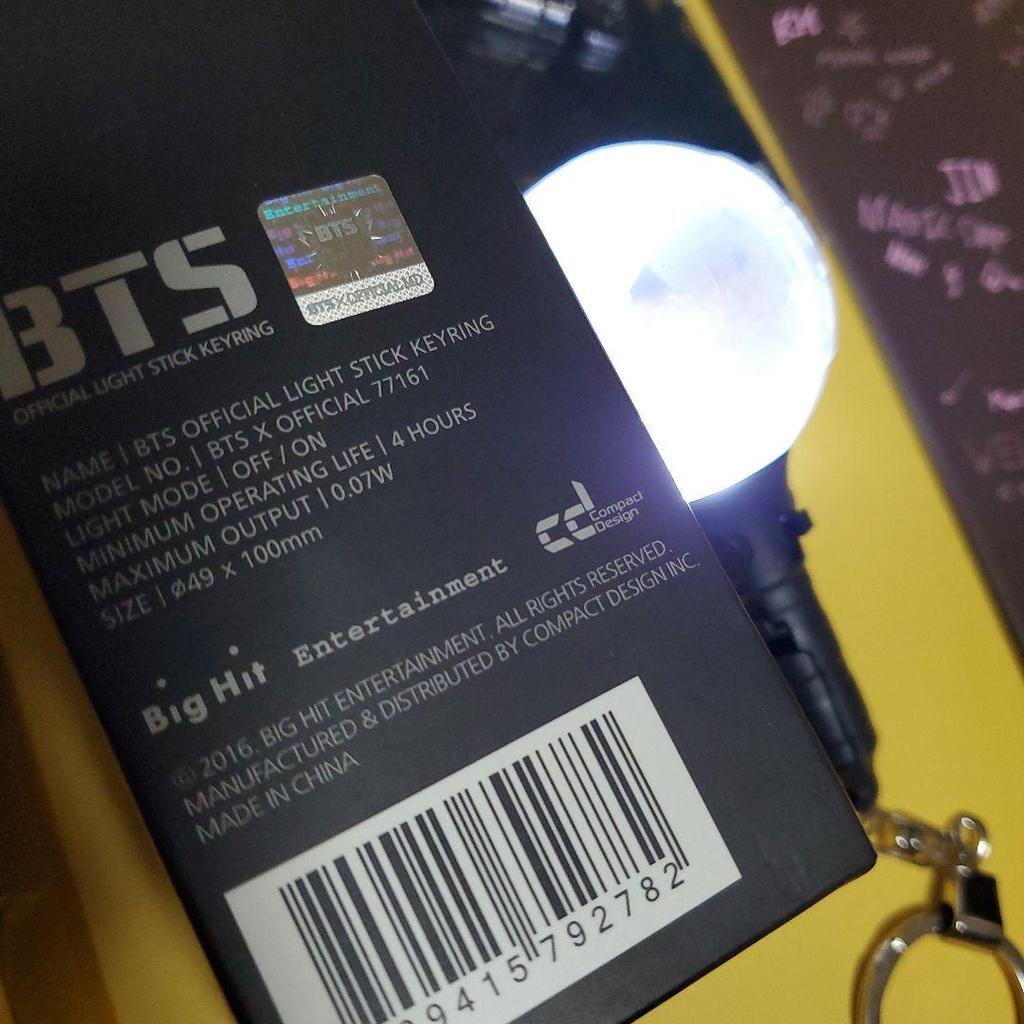 BTS
OFFICIAL LIGHT STICK KEYRING
Entertainment
BTS
NAME | BTS OFFICIAL LIGHT STICK KEYRING
MODEL NO. | BTS X OFFICIAL 77161
LIGHT MODE | OFF / ON
MINIMUM OPERATING LIFE | 4 HOURS
MAXIMUM OUTPUT | 0.07W
SIZE | Ø49 x 100mm
Compact
Design
Big Hit Entertainment
© 2016. BIG HIT ENTERTAINMENT. ALL RIGHTS RESERVED.
MANUFACTURED & DISTRIBUTED BY COMPACT DESIGN INC.
MADE IN CHINA
9415792782
JIN